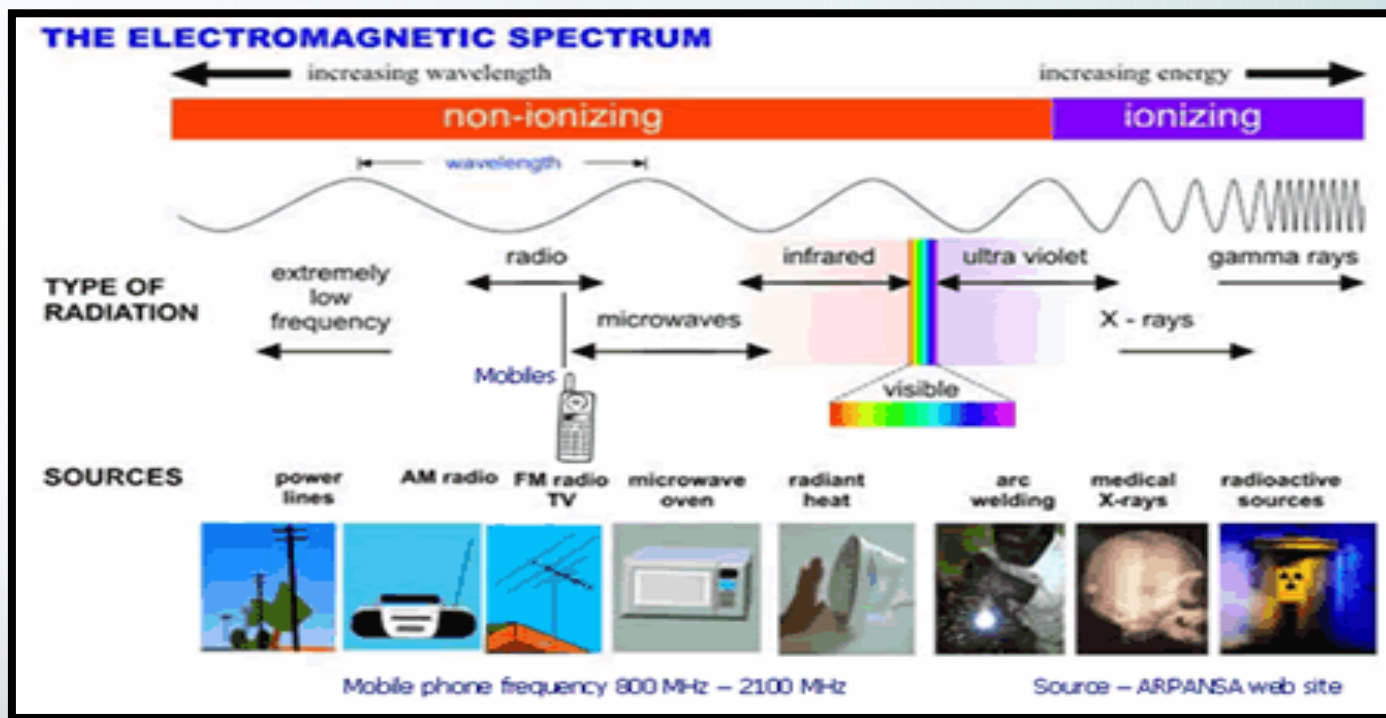 THE ELECTROMAGNETIC SPECTRUM
increasing wavelength
increasing energy
non-ionizing
ionizing
wavelength
TYPE OF
RADIATION
extremely
low
frequency
radio
microwaves
infrared
ultra violet
X - rays
gamma rays
Mobiles
visible
SOURCES
power
lines
AM radio
FM radio
TV
microwave
oven
radiant
heat
arc
welding
medical
X-rays
radioactive
sources
Mobile phone frequency 800 MHz – 2100 MHz
Source – ARPANSA web site